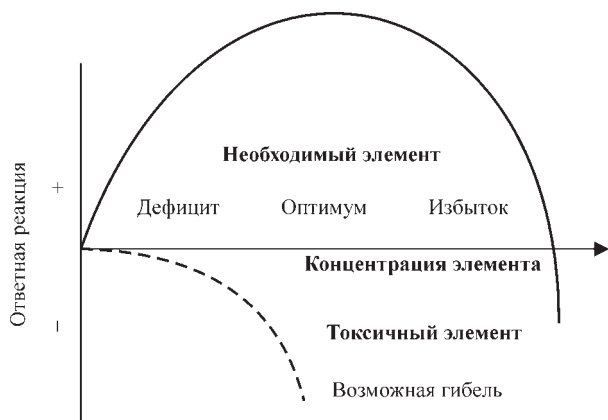 Необходимый элемент
Дефицит Оптимум Избыток
Ответная реакция
+
−
Концентрация элемента
Токсичный элемент
Возможная гибель